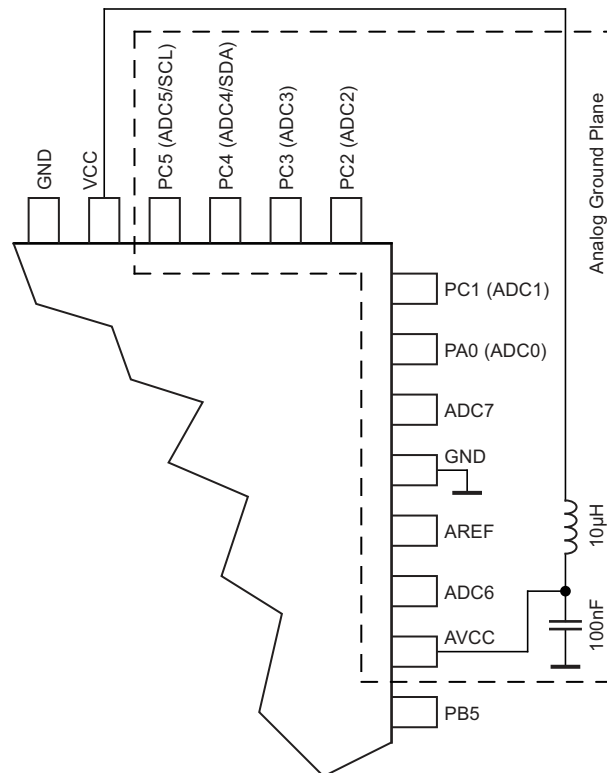 GND
VCC
PC5 (ADC5/SCL)
PC4 (ADC4/SDA)
PC3 (ADC3)
PC2 (ADC2)
Analog Ground Plane
PC1 (ADC1)
PA0 (ADC0)
ADC7
GND
AREF
ADC6
AVCC
PB5
10µH
100nF